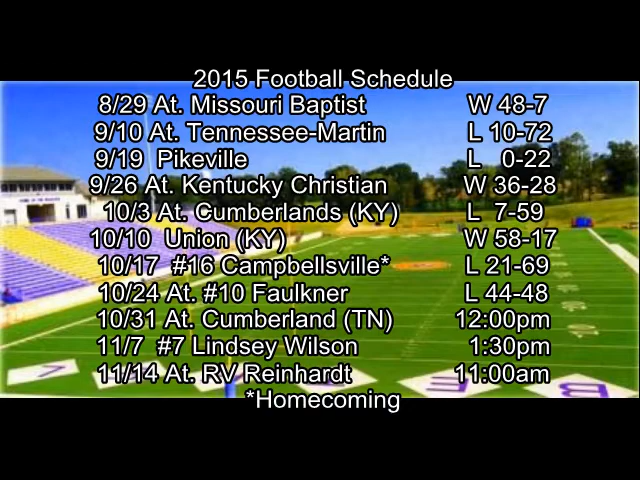 2015 Football Schedule
8/29 At. Missouri Baptist W 48-7
9/10 At. Tennessee-Martin L 10-72
9/19 Pikeville L 0-22
9/26 At. Kentucky Christian W 36-28
10/3 At. Cumberlands (KY) L 7-59
10/10 Union (KY) W 58-17
10/17 #16 Campbellsville* L 21-69
10/24 At. #10 Faulkner L 44-48
10/31 At. Cumberland (TN) 12:00pm
11/7 #7 Lindsey Wilson 1:30pm
11/14 At. RV Reinhardt 11:00am
*Homecoming